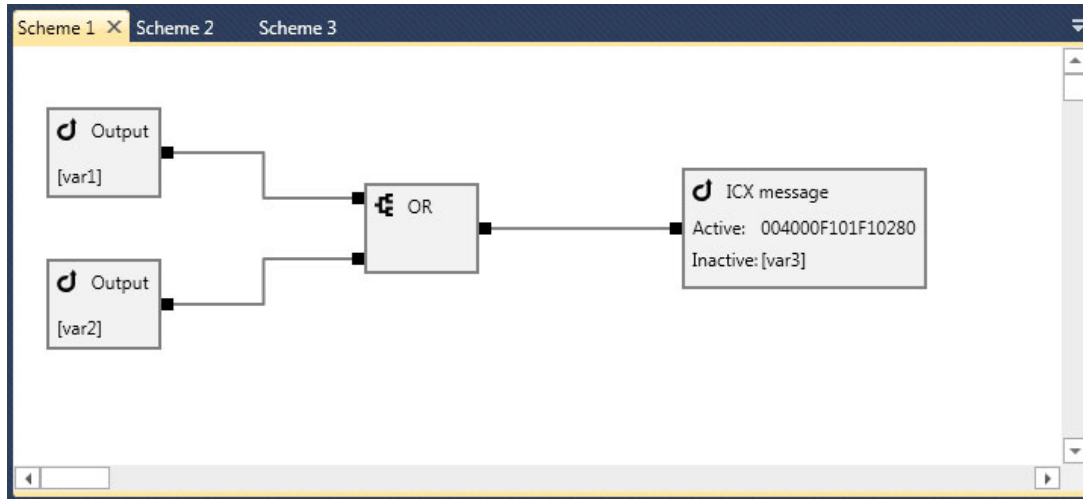 Scheme 1 Scheme 2 Scheme 3
Output
[var1]
OR
ICX message
Active: 004000F101F10280
Inactive: [var3]
Output
[var2]